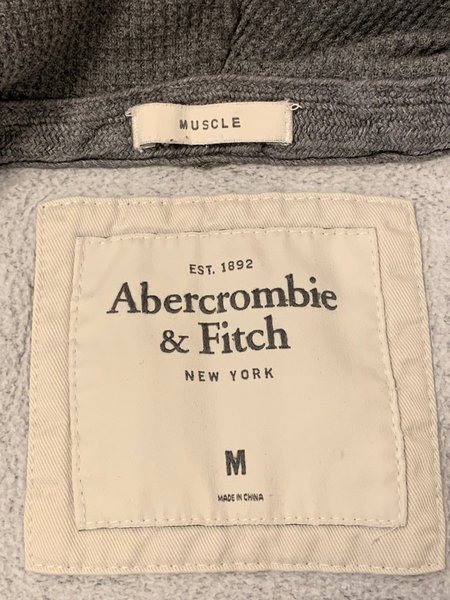 MUSCLE
EST. 1892
Abercrombie
& Fitch
NEW YORK
M
MADE IN CHINA